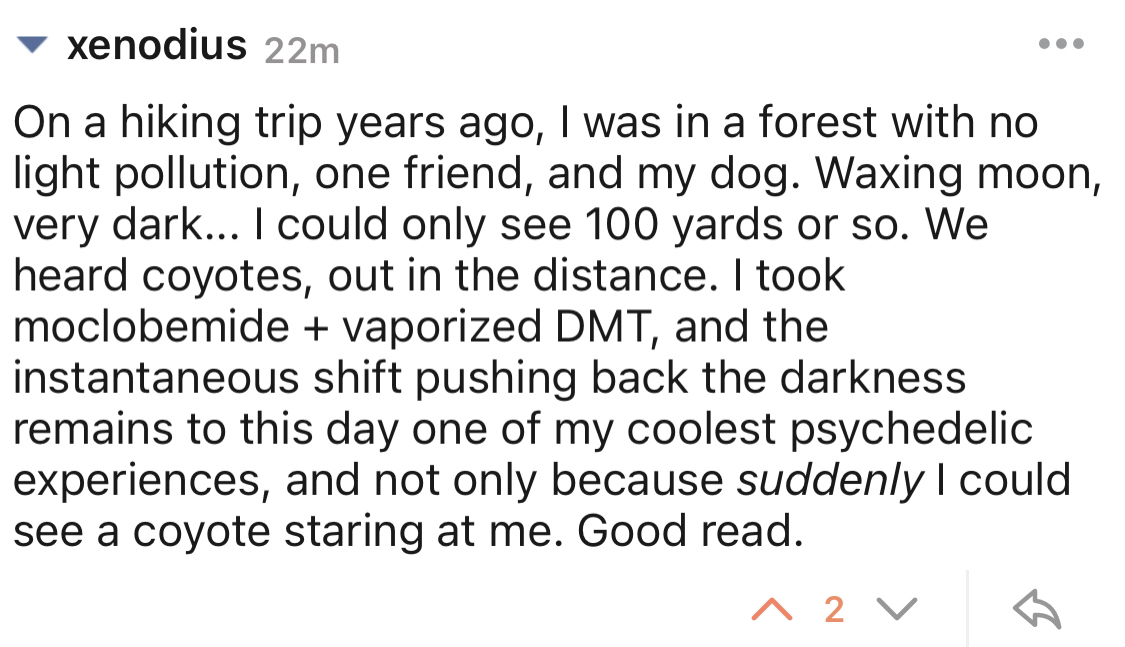 xenodius 22m
On a hiking trip years ago, I was in a forest with no
light pollution, one friend, and my dog. Waxing moon,
very dark... I could only see 100 yards or so. We
heard coyotes, out in the distance. I took
moclobemide + vaporized DMT, and the
instantaneous shift pushing back the darkness
remains to this day one of my coolest psychedelic
experiences, and not only because suddenly I could
see a coyote staring at me. Good read.
2